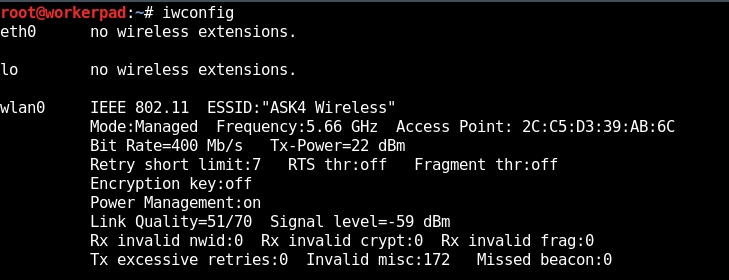 root@workerpad:~# iwconfig
eth0      no wireless extensions.
lo        no wireless extensions.
wlan0     IEEE 802.11  ESSID:"ASK4 Wireless"
          Mode:Managed  Frequency:5.66 GHz  Access Point: 2C:C5:D3:39:AB:6C
          Bit Rate=400 Mb/s   Tx-Power=22 dBm
          Retry short limit:7   RTS thr:off   Fragment thr:off
          Encryption key:off
          Power Management:on
          Link Quality=51/70  Signal level=-59 dBm
          Rx invalid nwid:0  Rx invalid crypt:0  Rx invalid frag:0
          Tx excessive retries:0  Invalid misc:172   Missed beacon:0